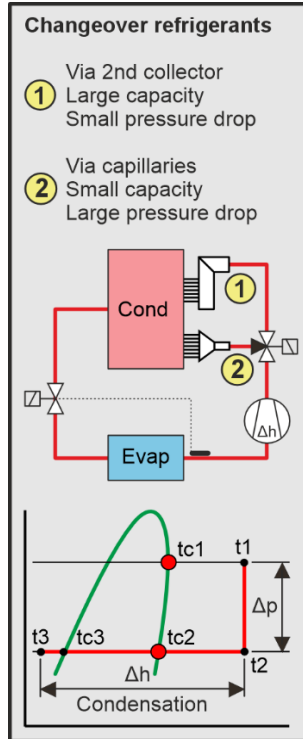 Changeover refrigerants
1
Via 2nd collector
Large capacity
Small pressure drop
2
Via capillaries
Small capacity
Large pressure drop
Cond
1
2
Δh
Evap
tc1
t1
Δp
t3
tc3
tc2
t2
Δh
Condensation